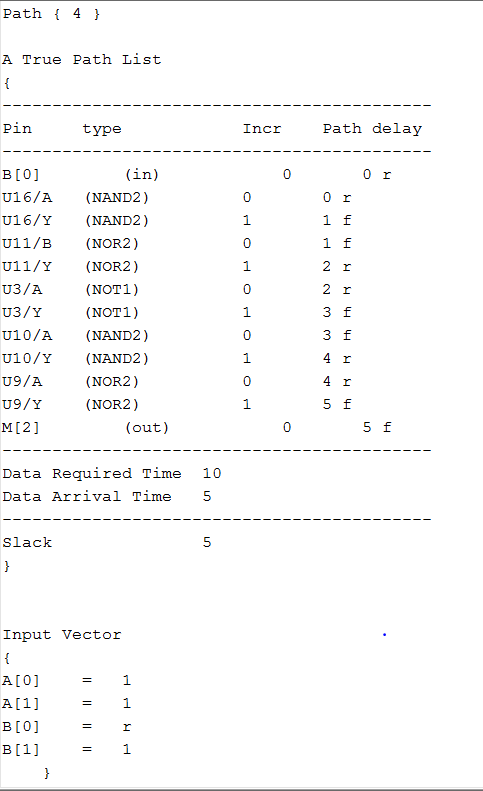 Path { 4 }
A True Path List
{
-------------------------------------------
Pin     type            Incr    Path delay
-------------------------------------------
B[0]        (in)            0       0 r
U16/A   (NAND2)         0       0 r
U16/Y   (NAND2)         1       1 f
U11/B   (NOR2)          0       1 f
U11/Y   (NOR2)          1       2 r
U3/A    (NOT1)          0       2 r
U3/Y    (NOT1)          1       3 f
U10/A   (NAND2)         0       3 f
U10/Y   (NAND2)         1       4 r
U9/A    (NOR2)          0       4 r
U9/Y    (NOR2)          1       5 f
M[2]        (out)           0       5 f
-------------------------------------------
Data Required Time  10
Data Arrival Time   5
-------------------------------------------
Slack               5
}
Input Vector
{
A[0]    =   1
A[1]    =   1
B[0]    =   r
B[1]    =   1
}